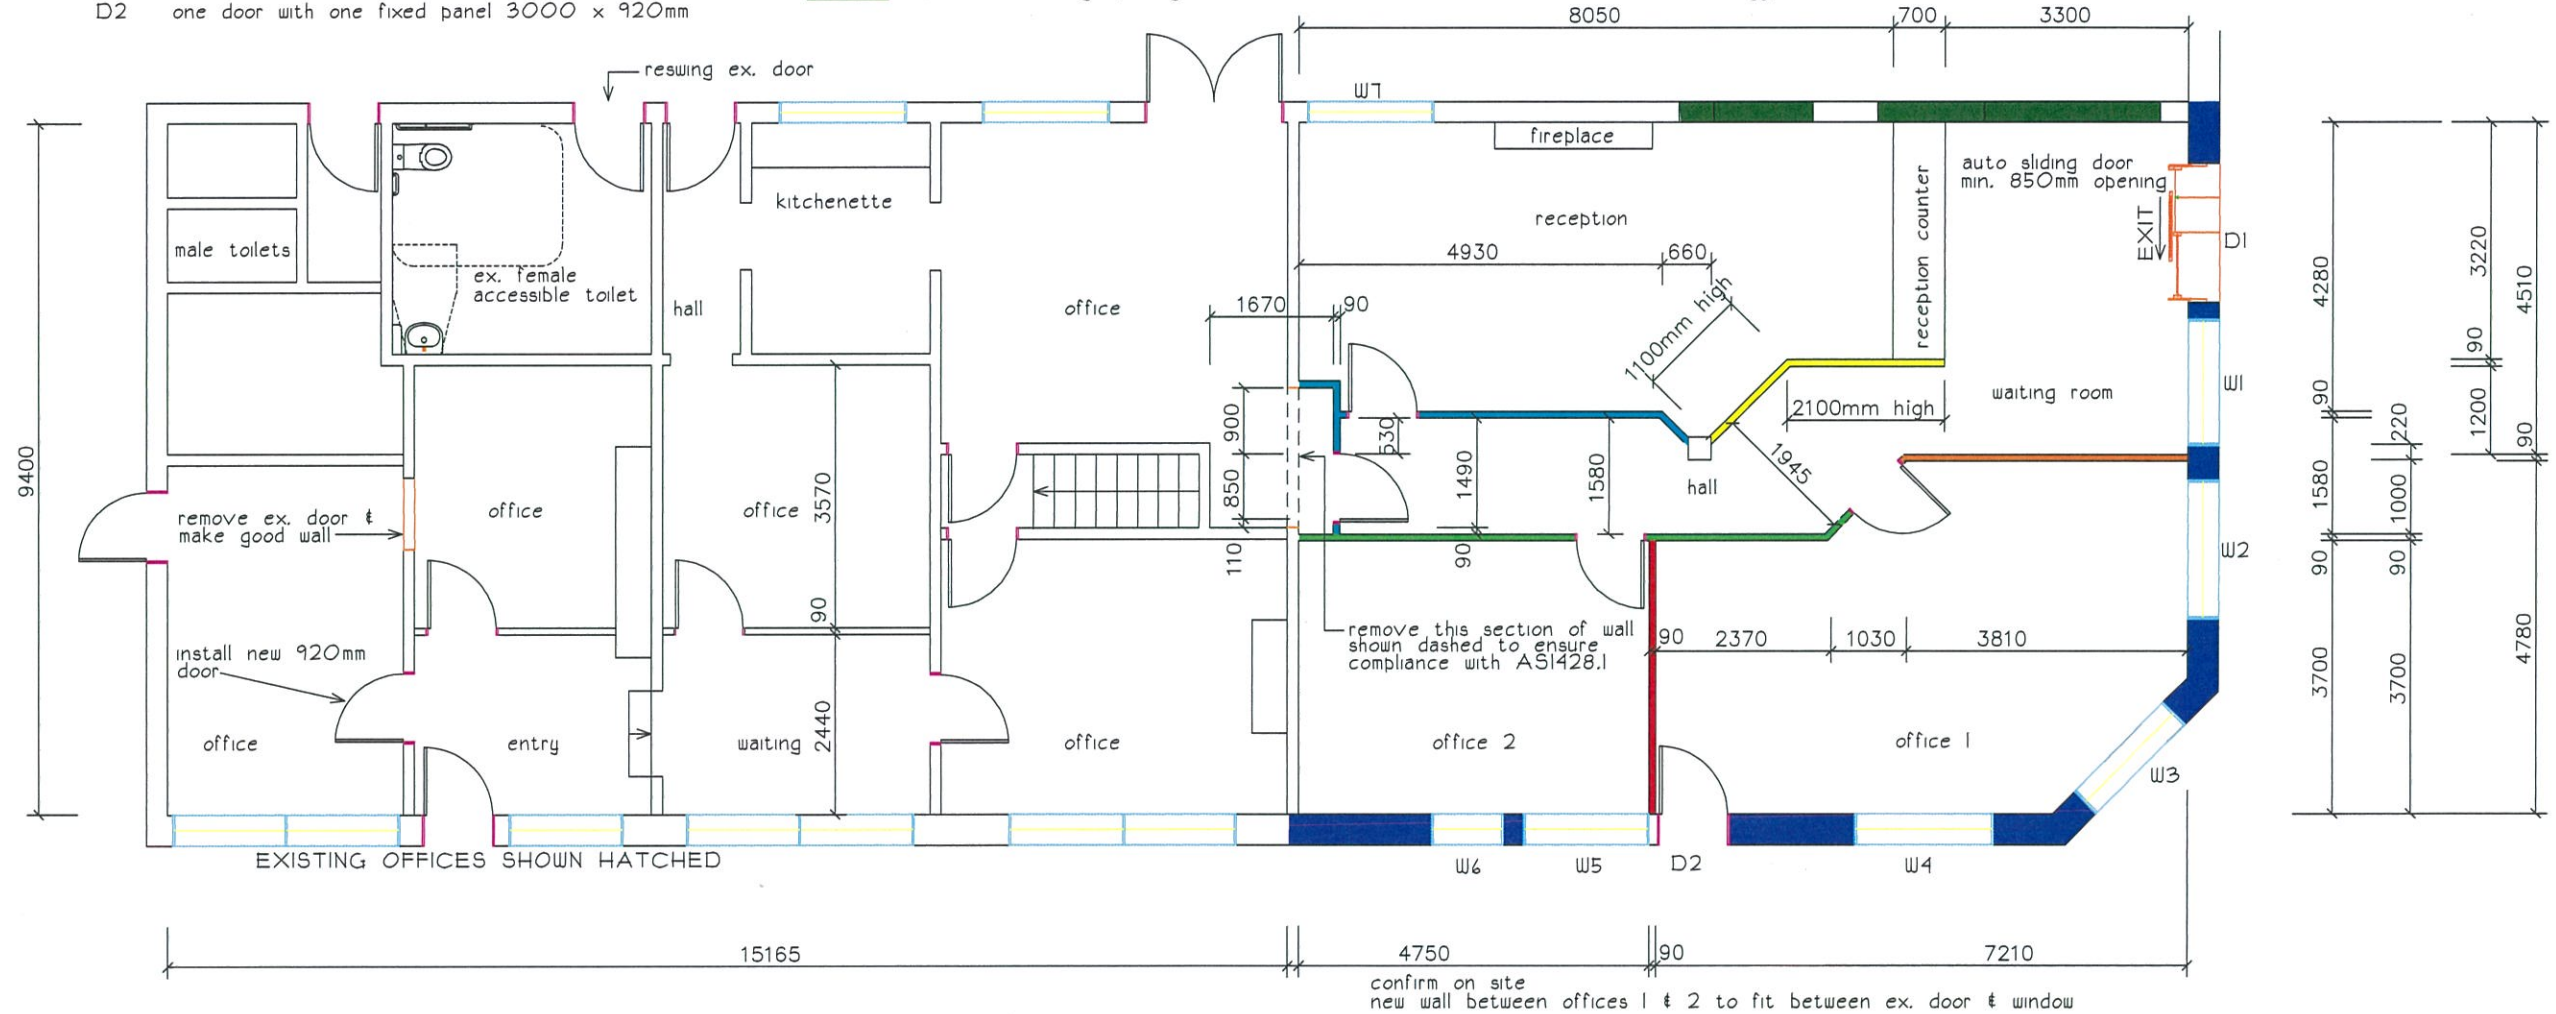 D2 one door with one fixed panel 3000 x 920mm
8050
700
3300
reswing ex. door
W7
fireplace
auto sliding door
min. 850mm opening
EXIT
D1
reception counter
kitchenette
reception
male toilets
4930
660
ex. female
accessible toilet
hall
office
1670
90
1100mm high
4280
3220
4510
90
90
1200
220
90
W1
waiting room
2100mm high
900
530
850
1490
1580
1945
hall
9400
remove ex. door &
make good wall
office
office
3570
110
90
1580
1000
90
90
W2
90
remove this section of wall
shown dashed to ensure
compliance with AS1428.1
90
2370
1030
3810
install new 920mm
door
3700
3700
4780
office
entry
waiting
2440
office
office 2
office 1
W3
EXISTING OFFICES SHOWN HATCHED
W6
W5
D2
W4
15165
4750
90
7210
confirm on site
new wall between offices 1 & 2 to fit between ex. door & window